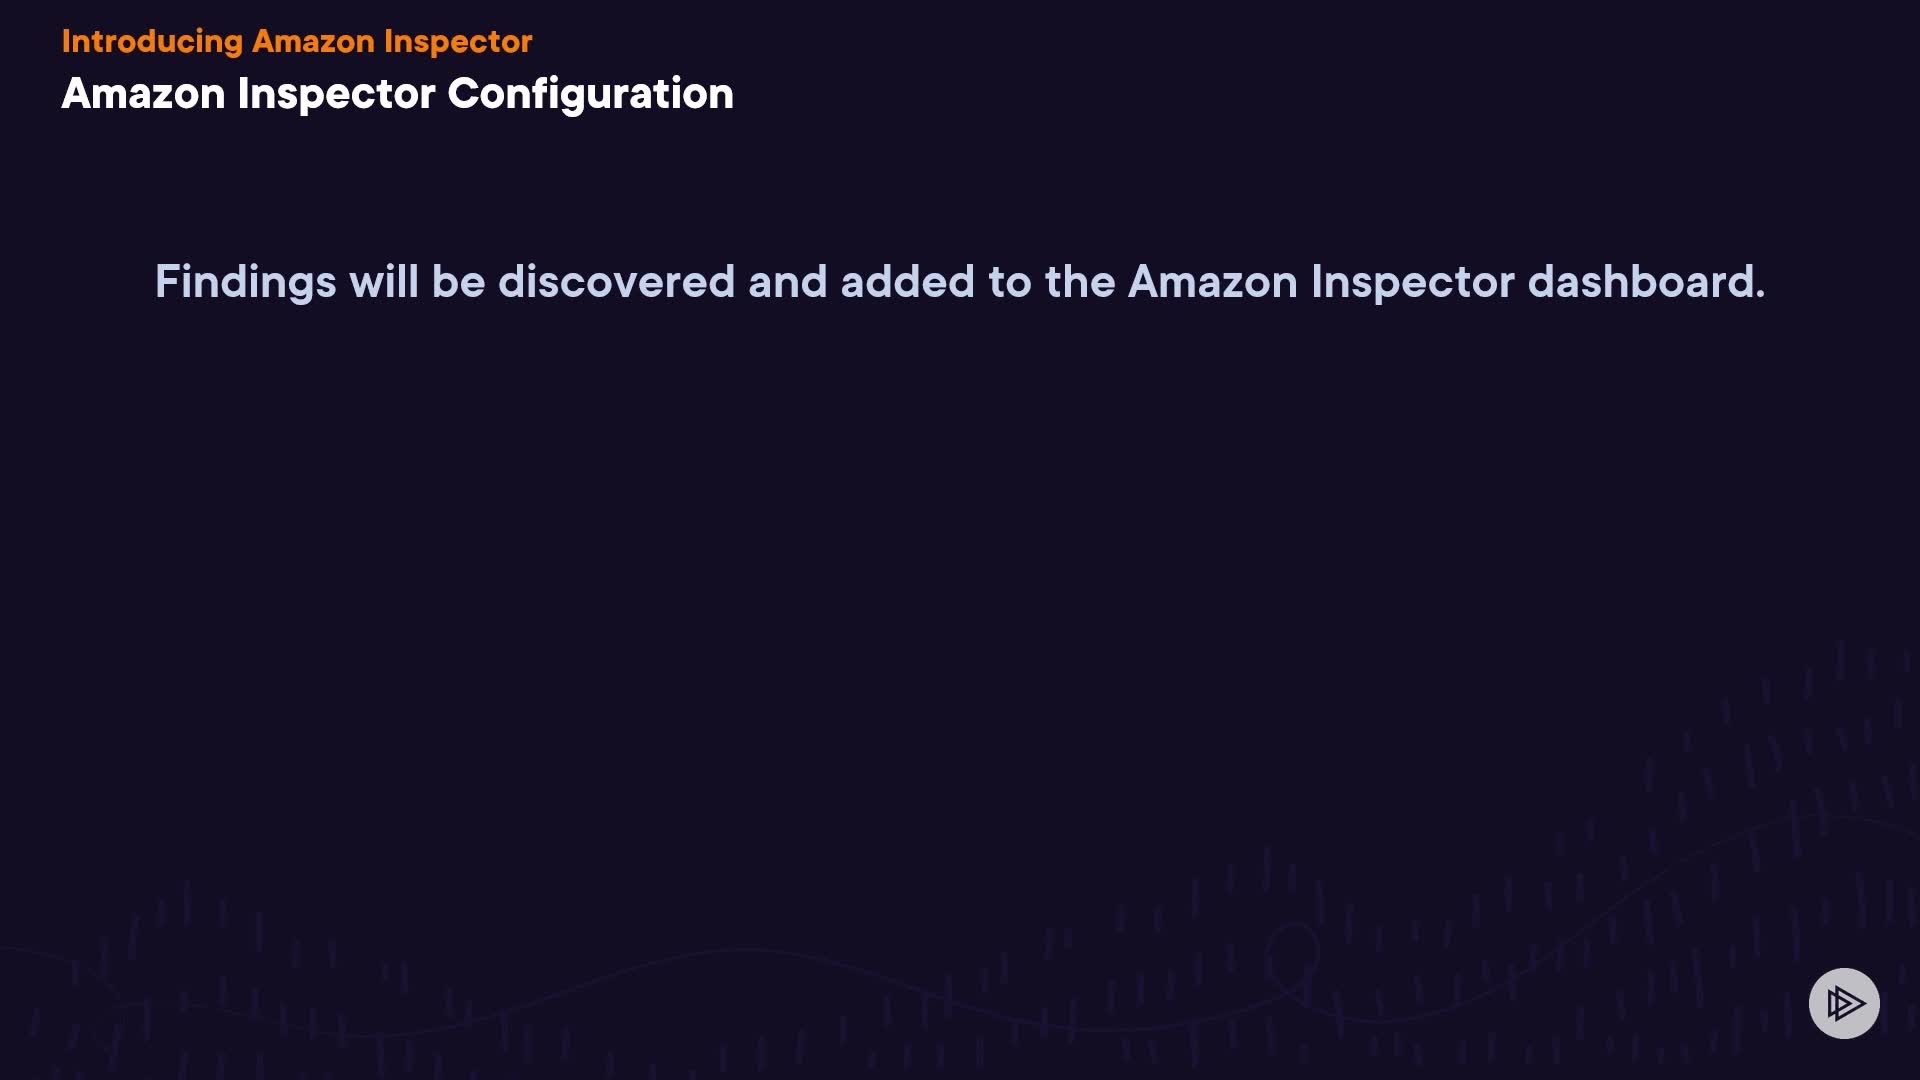 Introducing Amazon Inspector
Amazon Inspector Configuration
Findings will be discovered and added to the Amazon Inspector dashboard.